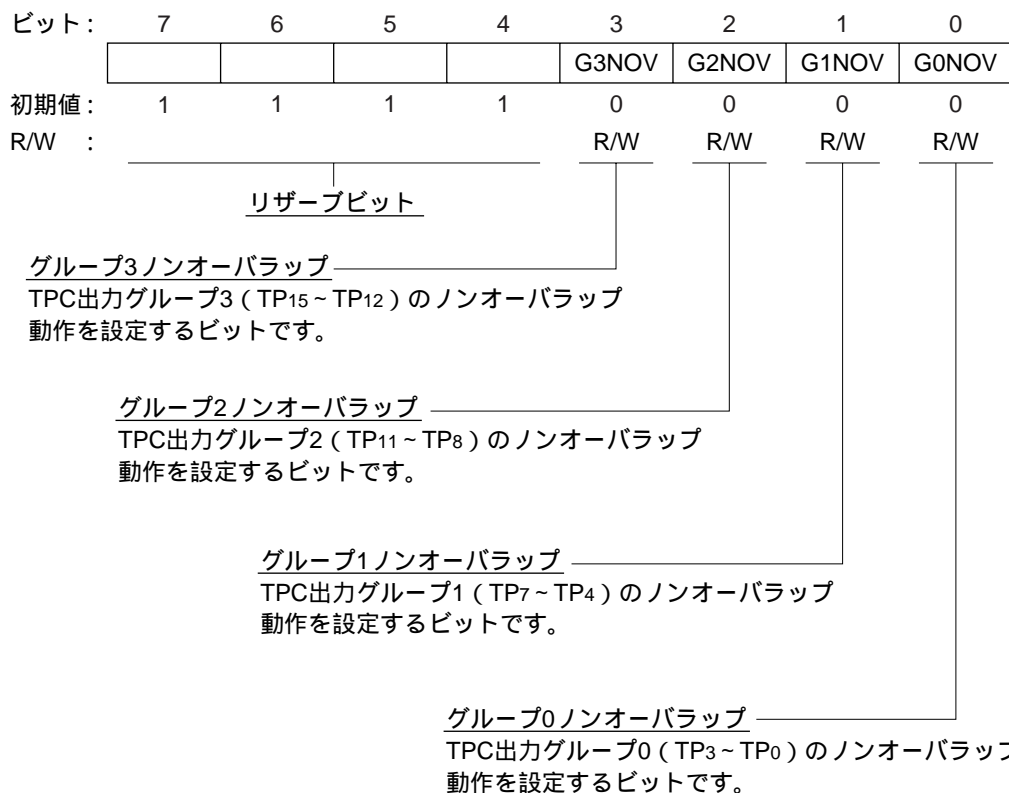 ビット： 7 6 5 4 3 2 1 0
G3NOV G2NOV G1NOV G0NOV
初期値： 1 1 1 1 0 0 0 0
R/W ： R/W R/W R/W R/W
リザーブビット
グループ3ノンオーバラップ
TPC出力グループ3（TP15～TP12）のノンオーバラップ
動作を設定するビットです。
グループ2ノンオーバラップ
TPC出力グループ2（TP11～TP8）のノンオーバラップ
動作を設定するビットです。
グループ1ノンオーバラップ
TPC出力グループ1（TP7～TP4）のノンオーバラップ
動作を設定するビットです。
グループ0ノンオーバラップ
TPC出力グループ0（TP3～TP0）のノンオーバラップ
動作を設定するビットです。